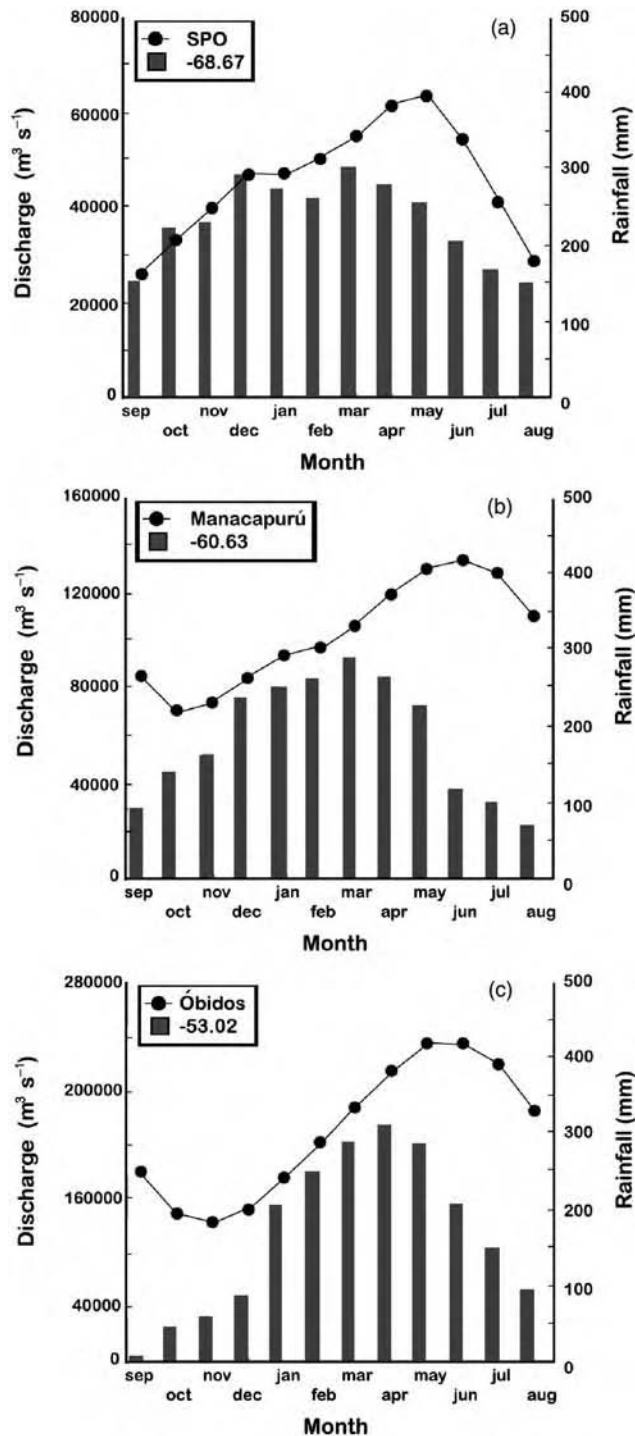 80000
60000
40000
20000
0
Discharge (m³ s⁻¹)
SPO
-68.67
(a)
500
400
300
200
100
0
Rainfall (mm)
sep nov jan mar may jul
oct dec feb apr jun aug
Month
160000
120000
80000
40000
0
Discharge (m³ s⁻¹)
Manacapurú
-60.63
(b)
500
400
300
200
100
0
Rainfall (mm)
sep nov jan mar may jul
oct dec feb apr jun aug
Month
280000
200000
160000
40000
0
Discharge (m³ s⁻¹)
Óbidos
-53.02
(c)
500
400
300
200
100
0
Rainfall (mm)
sep nov jan mar may jul
oct dec feb apr jun aug
Month